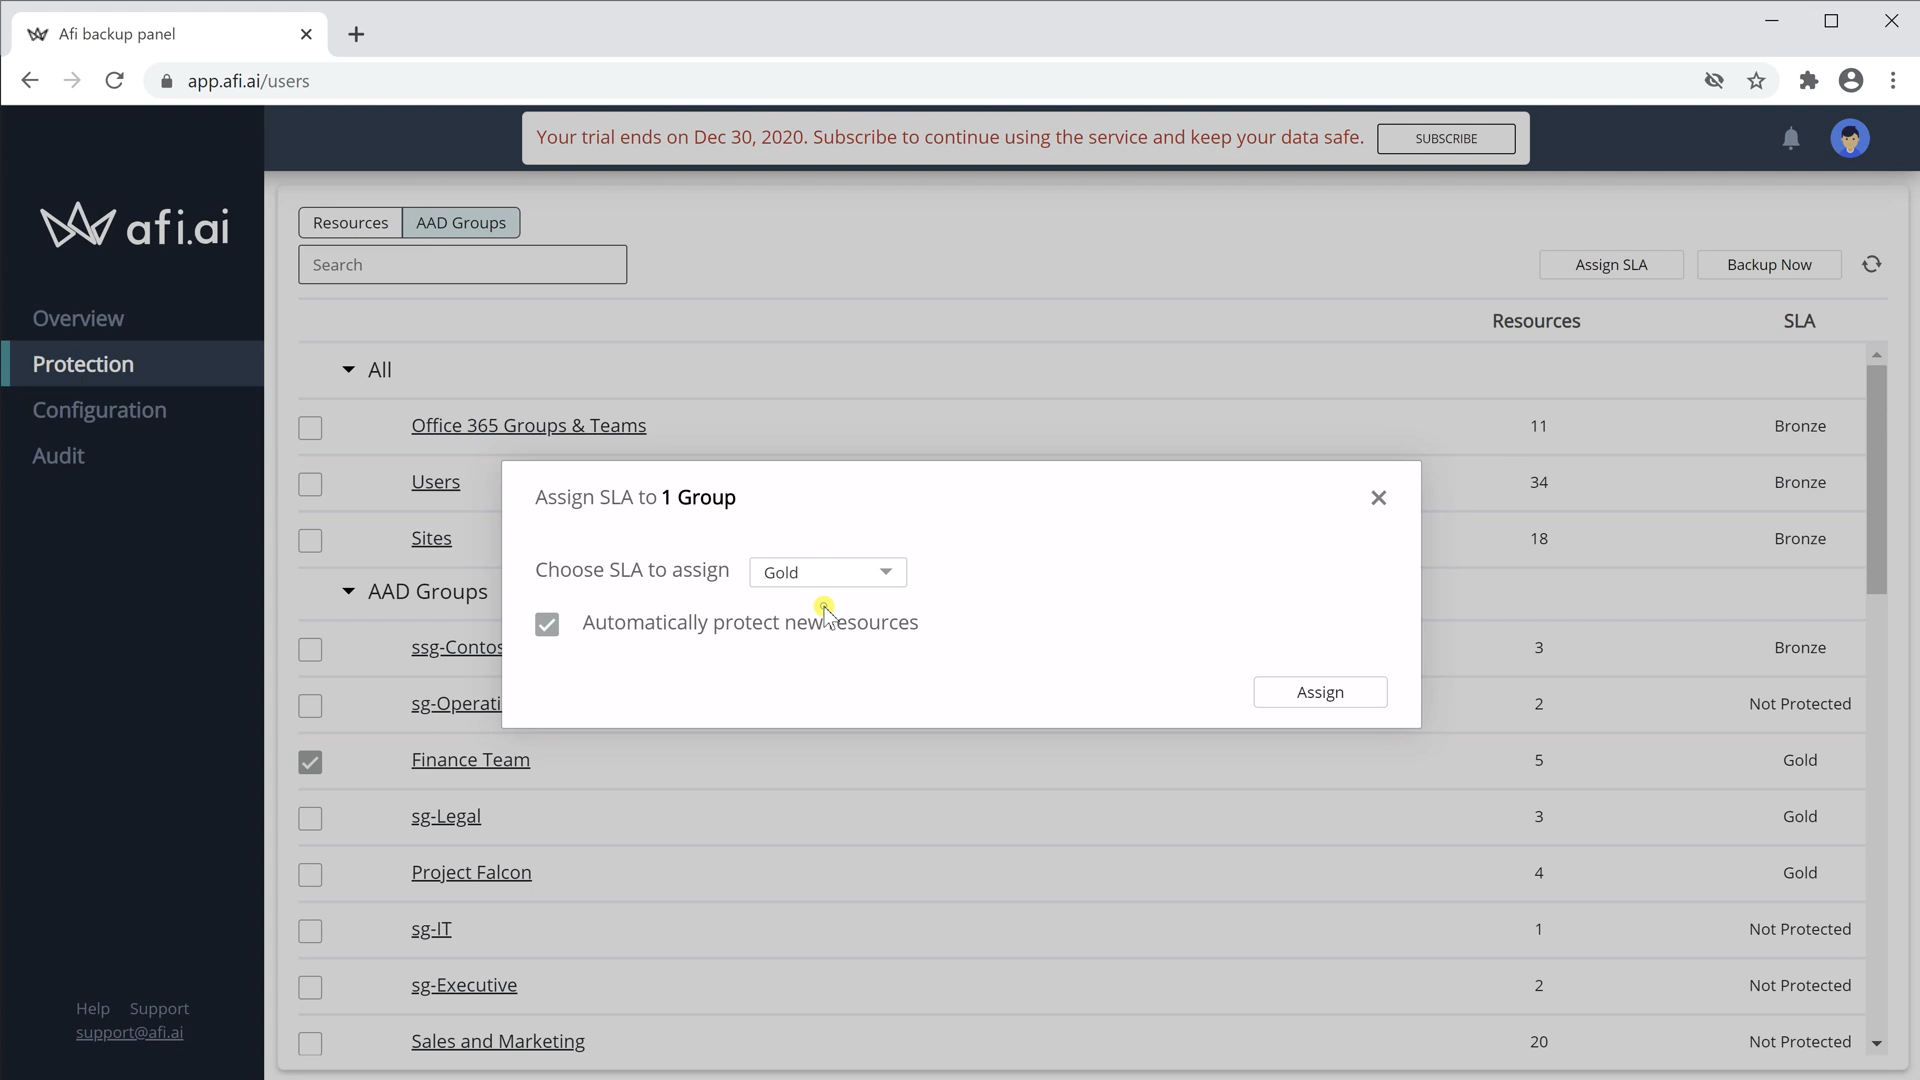 Afi backup panel
app.afi.ai/users
Your trial ends on Dec 30, 2020. Subscribe to continue using the service and keep your data safe.
SUBSCRIBE
afi.ai
Overview
Protection
Configuration
Audit
Help Support
support@afi.ai
Resources AAD Groups
Search
Assign SLA Backup Now
Resources SLA
All
Office 365 Groups & Teams 11 Bronze
Users 34 Bronze
Sites 18 Bronze
AAD Groups
ssg-Contos 3 Bronze
sg-Operati 2 Not Protected
Finance Team 5 Gold
sg-Legal 3 Gold
Project Falcon 4 Gold
sg-IT 1 Not Protected
sg-Executive 2 Not Protected
Sales and Marketing 20 Not Protected
Assign SLA to 1 Group
Choose SLA to assign Gold
Automatically protect new resources
Assign